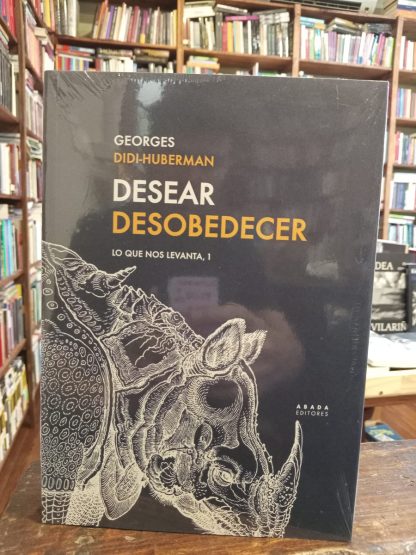 GEORGES
DIDI-HUBERMAN
DESEAR
DESOBEDECER
LO QUE NOS LEVANTA, 1
ABADA
EDITORES
DEA
VILARIÑ